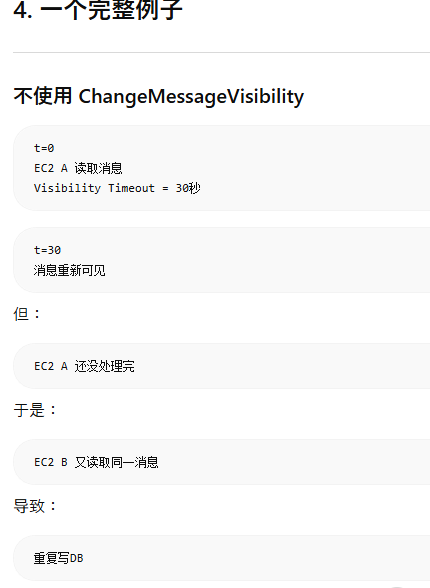 4. 一个完整例子
不使用 ChangeMessageVisibility
t=0
EC2 A 读取消息
Visibility Timeout = 30秒
t=30
消息重新可见
但：
EC2 A 还没处理完
于是：
EC2 B 又读取同一消息
导致：
重复写DB